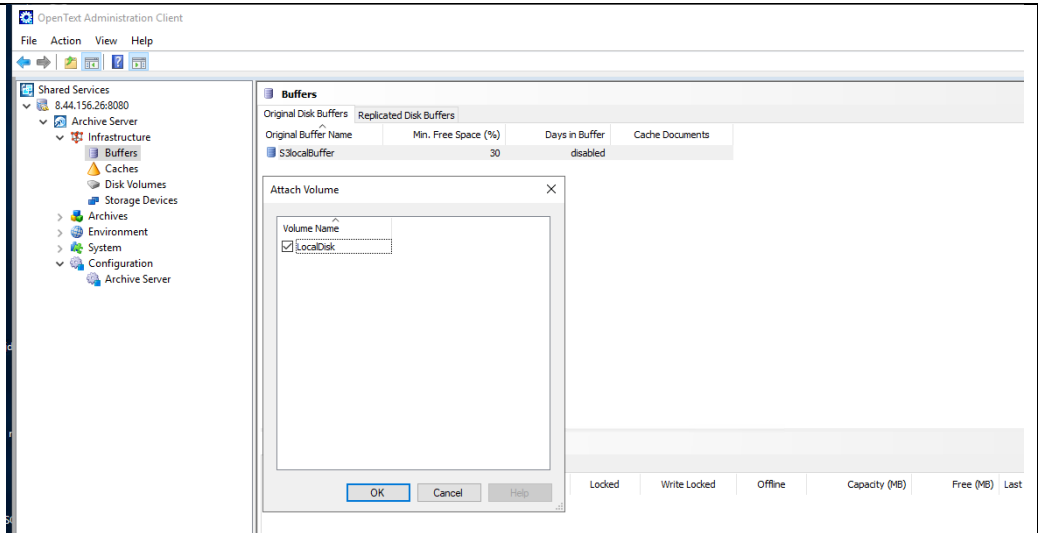 OpenText Administration Client
File Action View Help
Shared Services
8.44.156.26:8080
Archive Server
Infrastructure
Buffers
Caches
Disk Volumes
Storage Devices
Archives
Environment
System
Configuration
Archive Server
Buffers
Original Disk Buffers Replicated Disk Buffers
Original Buffer Name Min. Free Space (%) Days in Buffer Cache Documents
S3localBuffer 30 disabled
Attach Volume
Volume Name
LocalDisk
OK Cancel Help
Locked Write Locked Offline Capacity (MB) Free (MB) Last